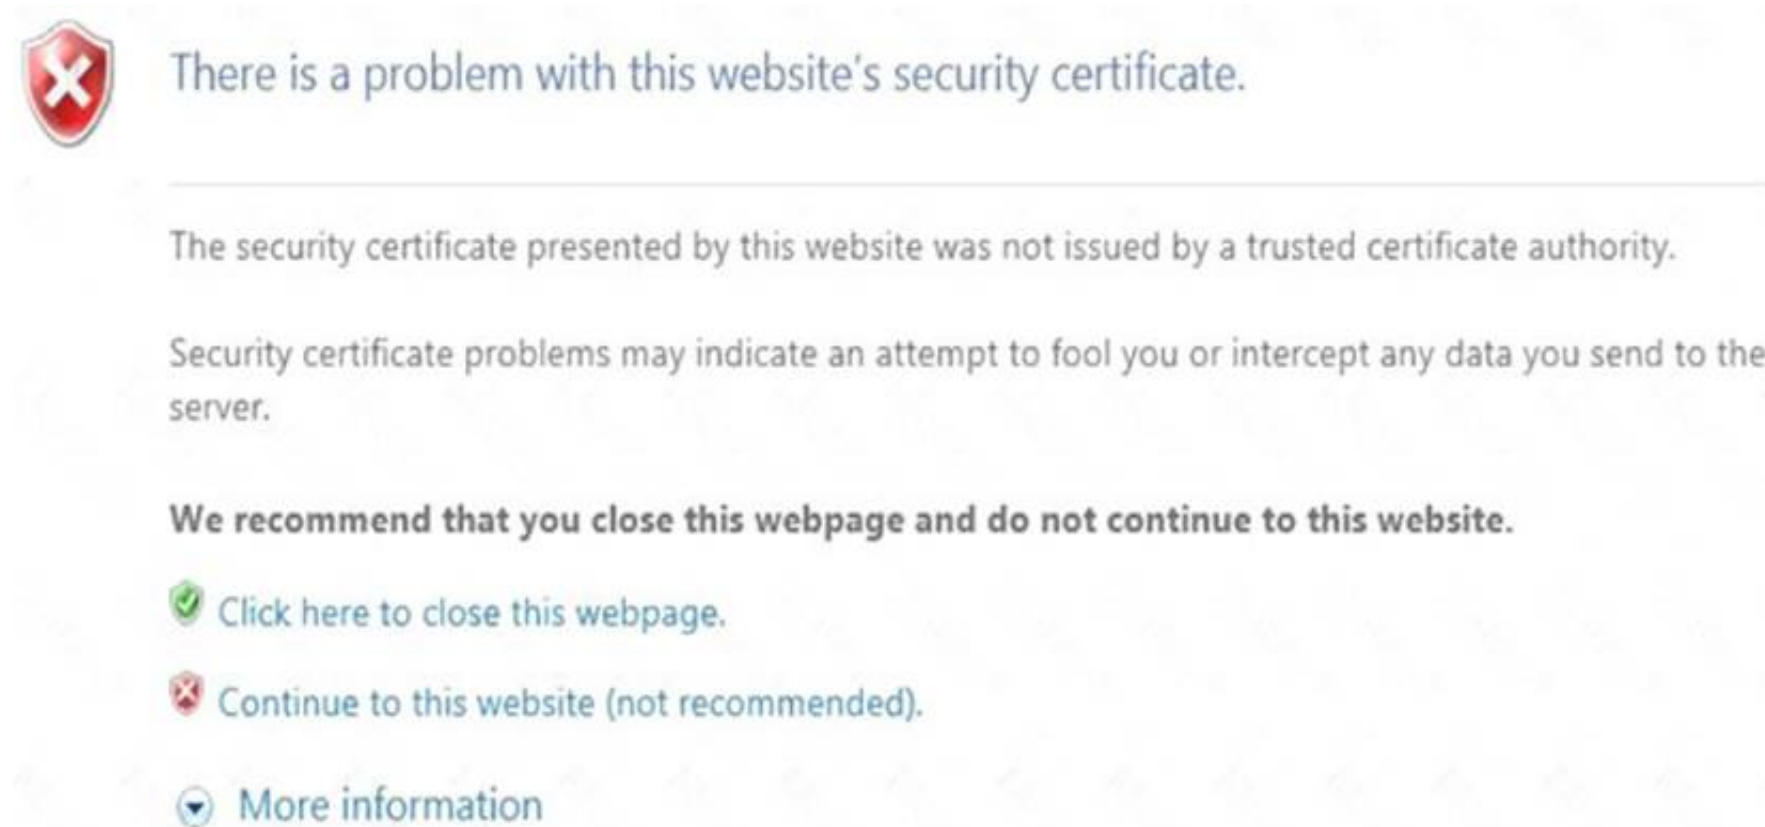 There is a problem with this website's security certificate.
The security certificate presented by this website was not issued by a trusted certificate authority.
Security certificate problems may indicate an attempt to fool you or intercept any data you send to the
server.
We recommend that you close this webpage and do not continue to this website.
Click here to close this webpage.
Continue to this website (not recommended).
More information